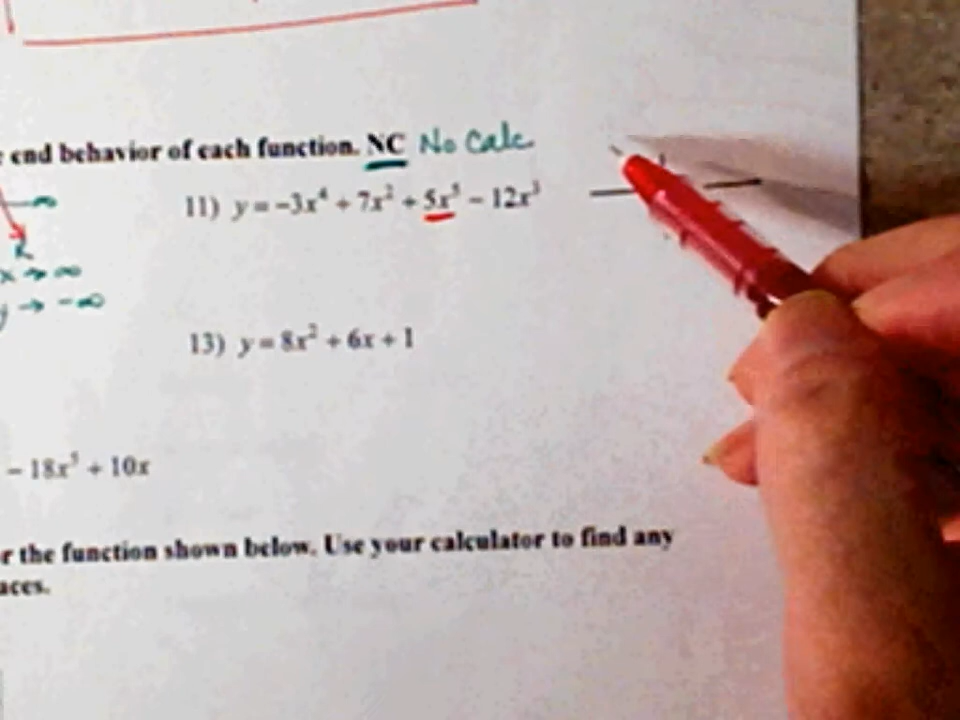 end behavior of each function. NC No Calc
∞
11) y = -3x⁴ + 7x² + 5x⁵ - 12x³
x → ∞
y → -∞
13) y = 8x² + 6x + 1
- 18x⁵ + 10x
r the function shown below. Use your calculator to find any
aces.